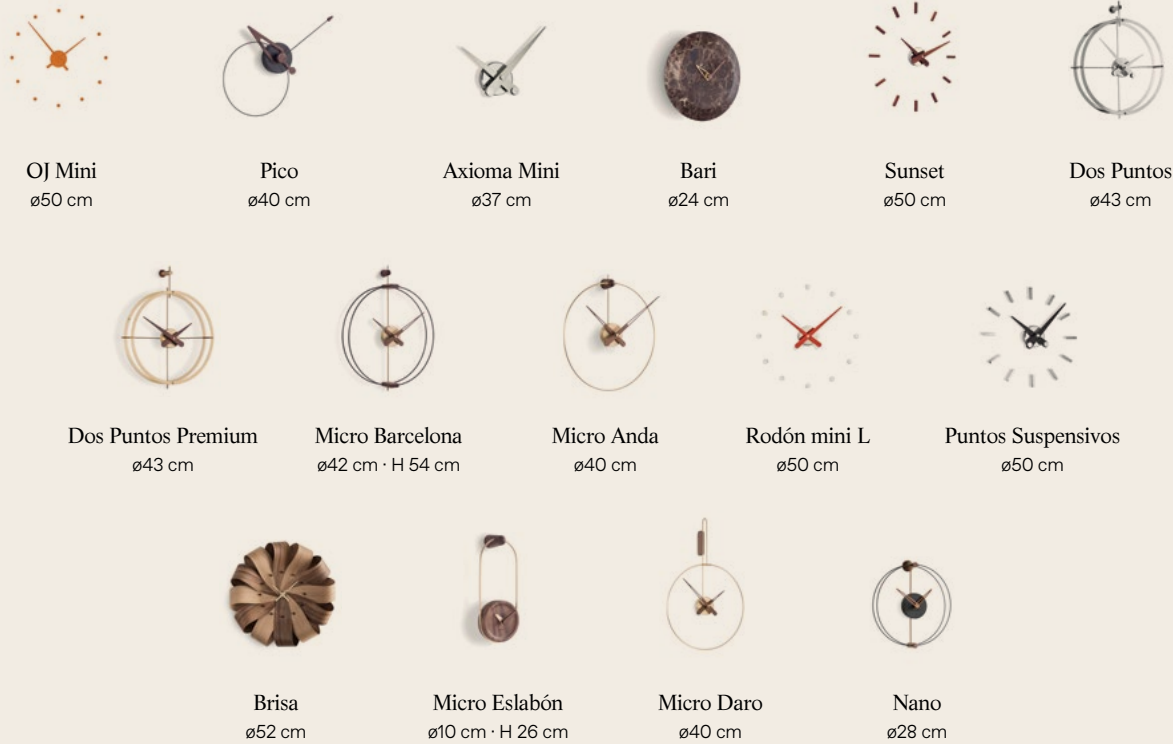 OJ Mini
ø50 cm
Pico
ø40 cm
Axioma Mini
ø37 cm
Bari
ø24 cm
Sunset
ø50 cm
Dos Puntos
ø43 cm
Dos Puntos Premium
ø43 cm
Micro Barcelona
ø42 cm · H 54 cm
Micro Anda
ø40 cm
Rodón mini L
ø50 cm
Puntos Suspensivos
ø50 cm
Brisa
ø52 cm
Micro Eslabón
ø10 cm · H 26 cm
Micro Daro
ø40 cm
Nano
ø28 cm